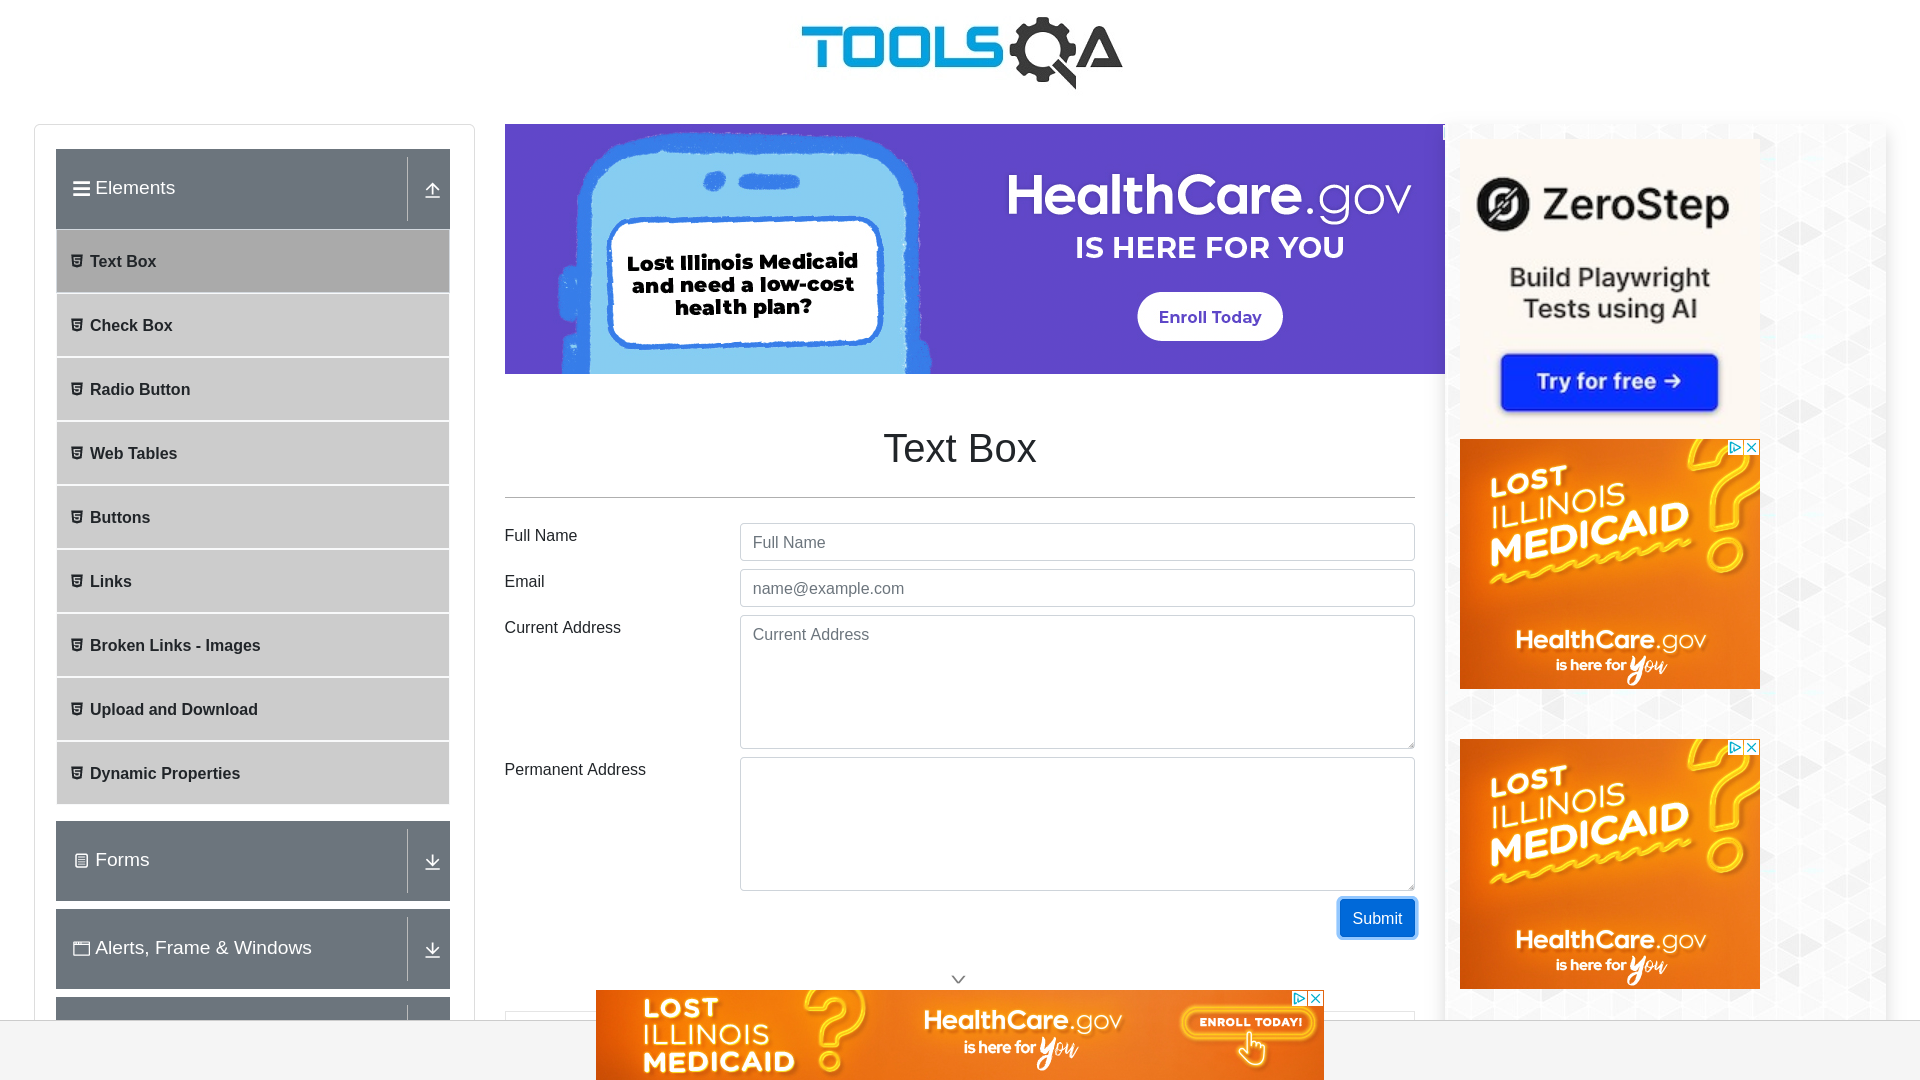 TOOLSQA
Elements
Text Box
Check Box
Radio Button
Web Tables
Buttons
Links
Broken Links - Images
Upload and Download
Dynamic Properties
Forms
Alerts, Frame & Windows
Lost Illinois Medicaid
and need a low-cost
health plan?
HealthCare.gov
IS HERE FOR YOU
Enroll Today
Text Box
Full Name
Full Name
Email
name@example.com
Current Address
Current Address
Permanent Address
Submit
ZeroStep
Build Playwright
Tests using AI
Try for free →
LOST
ILLINOIS
MEDICAID
?
HealthCare.gov
is here for You
LOST
ILLINOIS
MEDICAID
?
HealthCare.gov
is here for You
LOST
ILLINOIS
MEDICAID
?
HealthCare.gov
is here for You
ENROLL TODAY!